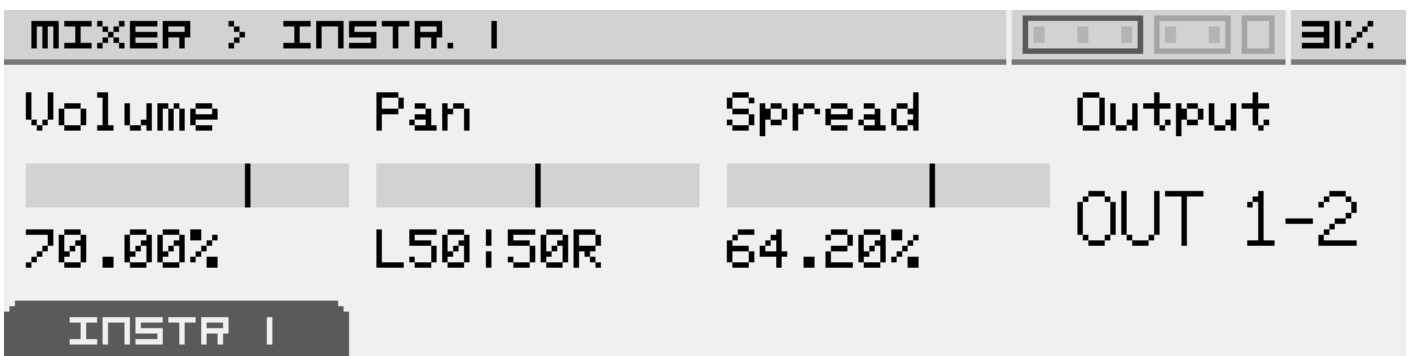 MIXER > INSTR. 1 31%
Volume Pan Spread Output
70.00% L50¦50R 64.20% OUT 1-2
INSTR 1